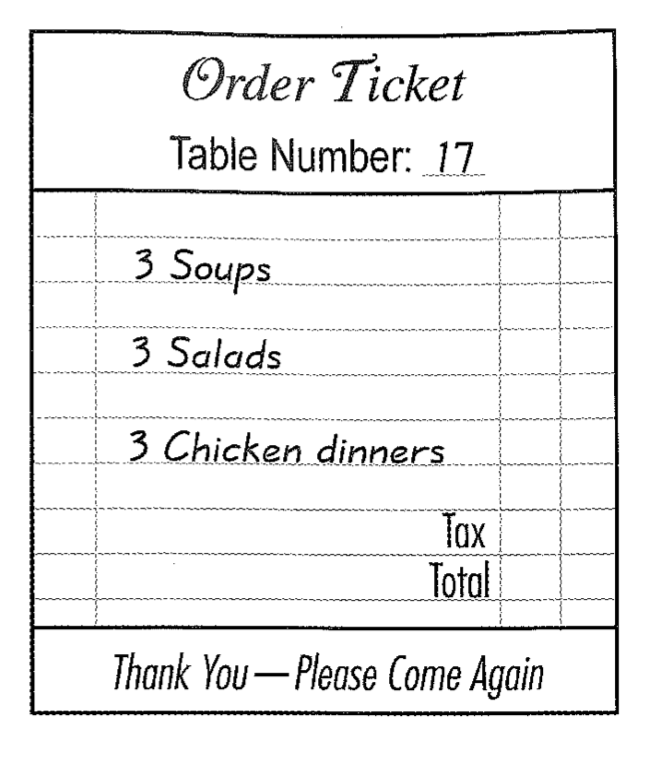 Order Ticket
Table Number: 17
3 Soups
3 Salads
3 Chicken dinners
Tax
Total
Thank You—Please Come Again